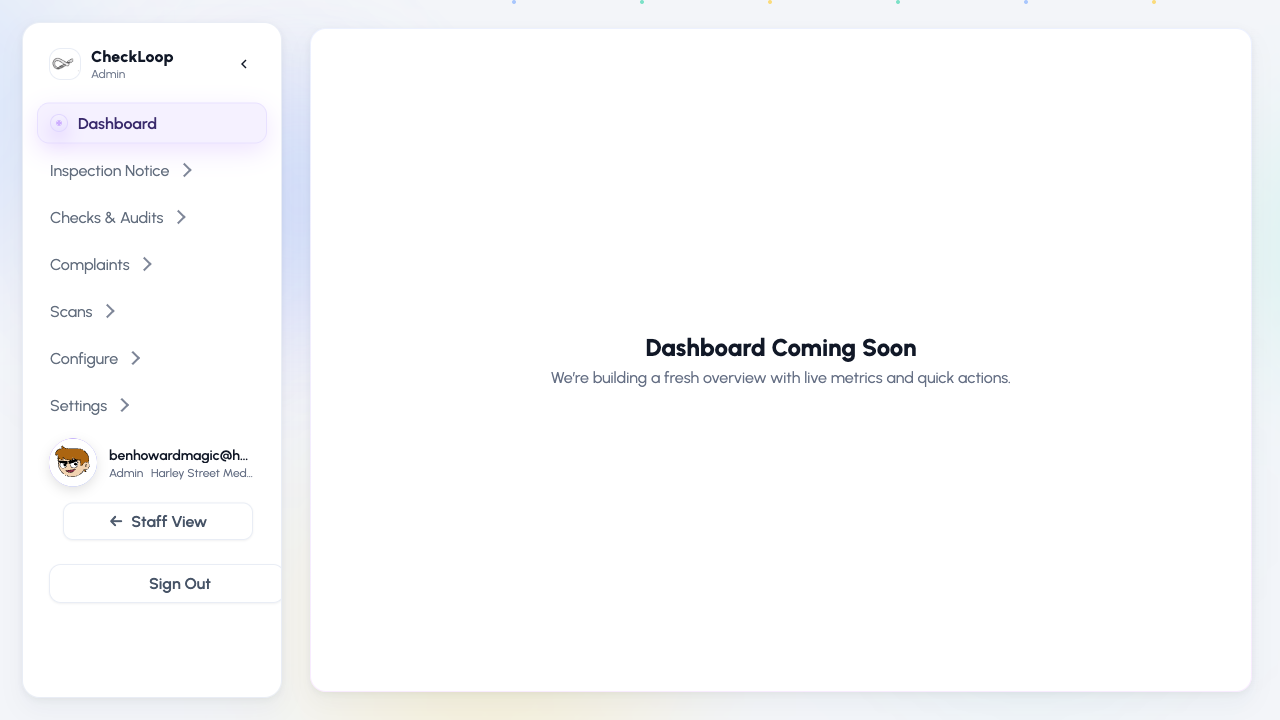 CheckLoop
Admin
Dashboard
Inspection Notice
Checks & Audits
Complaints
Scans
Configure
Settings
benhowardmagic@h...
Admin Harley Street Med...
Staff View
Sign Out
Dashboard Coming Soon
We're building a fresh overview with live metrics and quick actions.